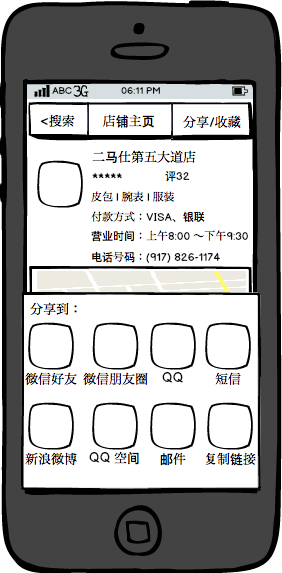 ABC 3G 06:11 PM
<搜索 店铺主页 分享/收藏
二马仕第五大道店
***** 评32
皮包 | 腕表 | 服装
付款方式：VISA、银联
营业时间：上午8:00 ～下午9:30
电话号码：(917) 826-1174
分享到：
微信好友 微信朋友圈 QQ 短信
新浪微博 QQ 空间 邮件 复制链接